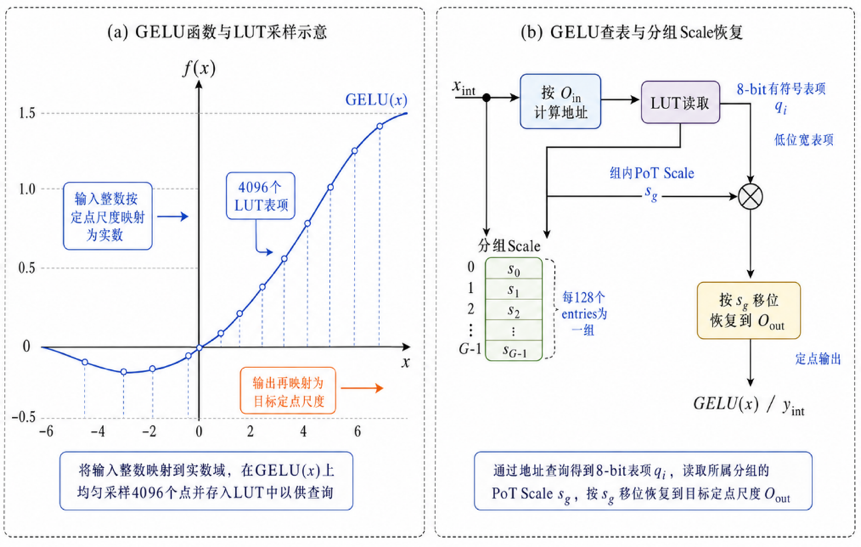 (a) GELU函数与LUT采样示意
f(x)
GELU(x)
1.5
1.0
0.5
0
-0.5
-6
-4
-2
0
2
4
6
x
输入整数按
定点尺度映射
为实数
4096个
LUT表项
输出再映射为
目标定点尺度
将输入整数映射到实数域，在GELU(x)上
均匀采样4096个点并存入LUT中以供查询
(b) GELU查表与分组Scale恢复
x_int
按 O_in
计算地址
LUT读取
8-bit有符号表项
q_i
低位宽表项
组内PoT Scale
s_g
分组Scale
0 s_0
1 s_1
2 s_2
⋮ ⋮
G-1 s_G-1
每128个
entries为
一组
按 s_g 移位
恢复到 O_out
定点输出
GELU(x) / y_int
通过地址查询得到8-bit表项 q_i，读取所属分组的
PoT Scale s_g，按 s_g 移位恢复到目标定点尺度 O_out